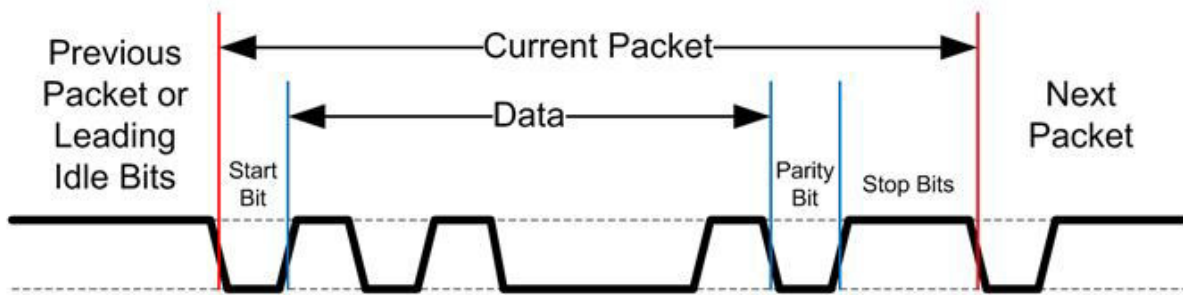 Previous
Packet or
Leading
Idle Bits
Current Packet
Data
Start
Bit
Parity
Bit
Stop Bits
Next
Packet